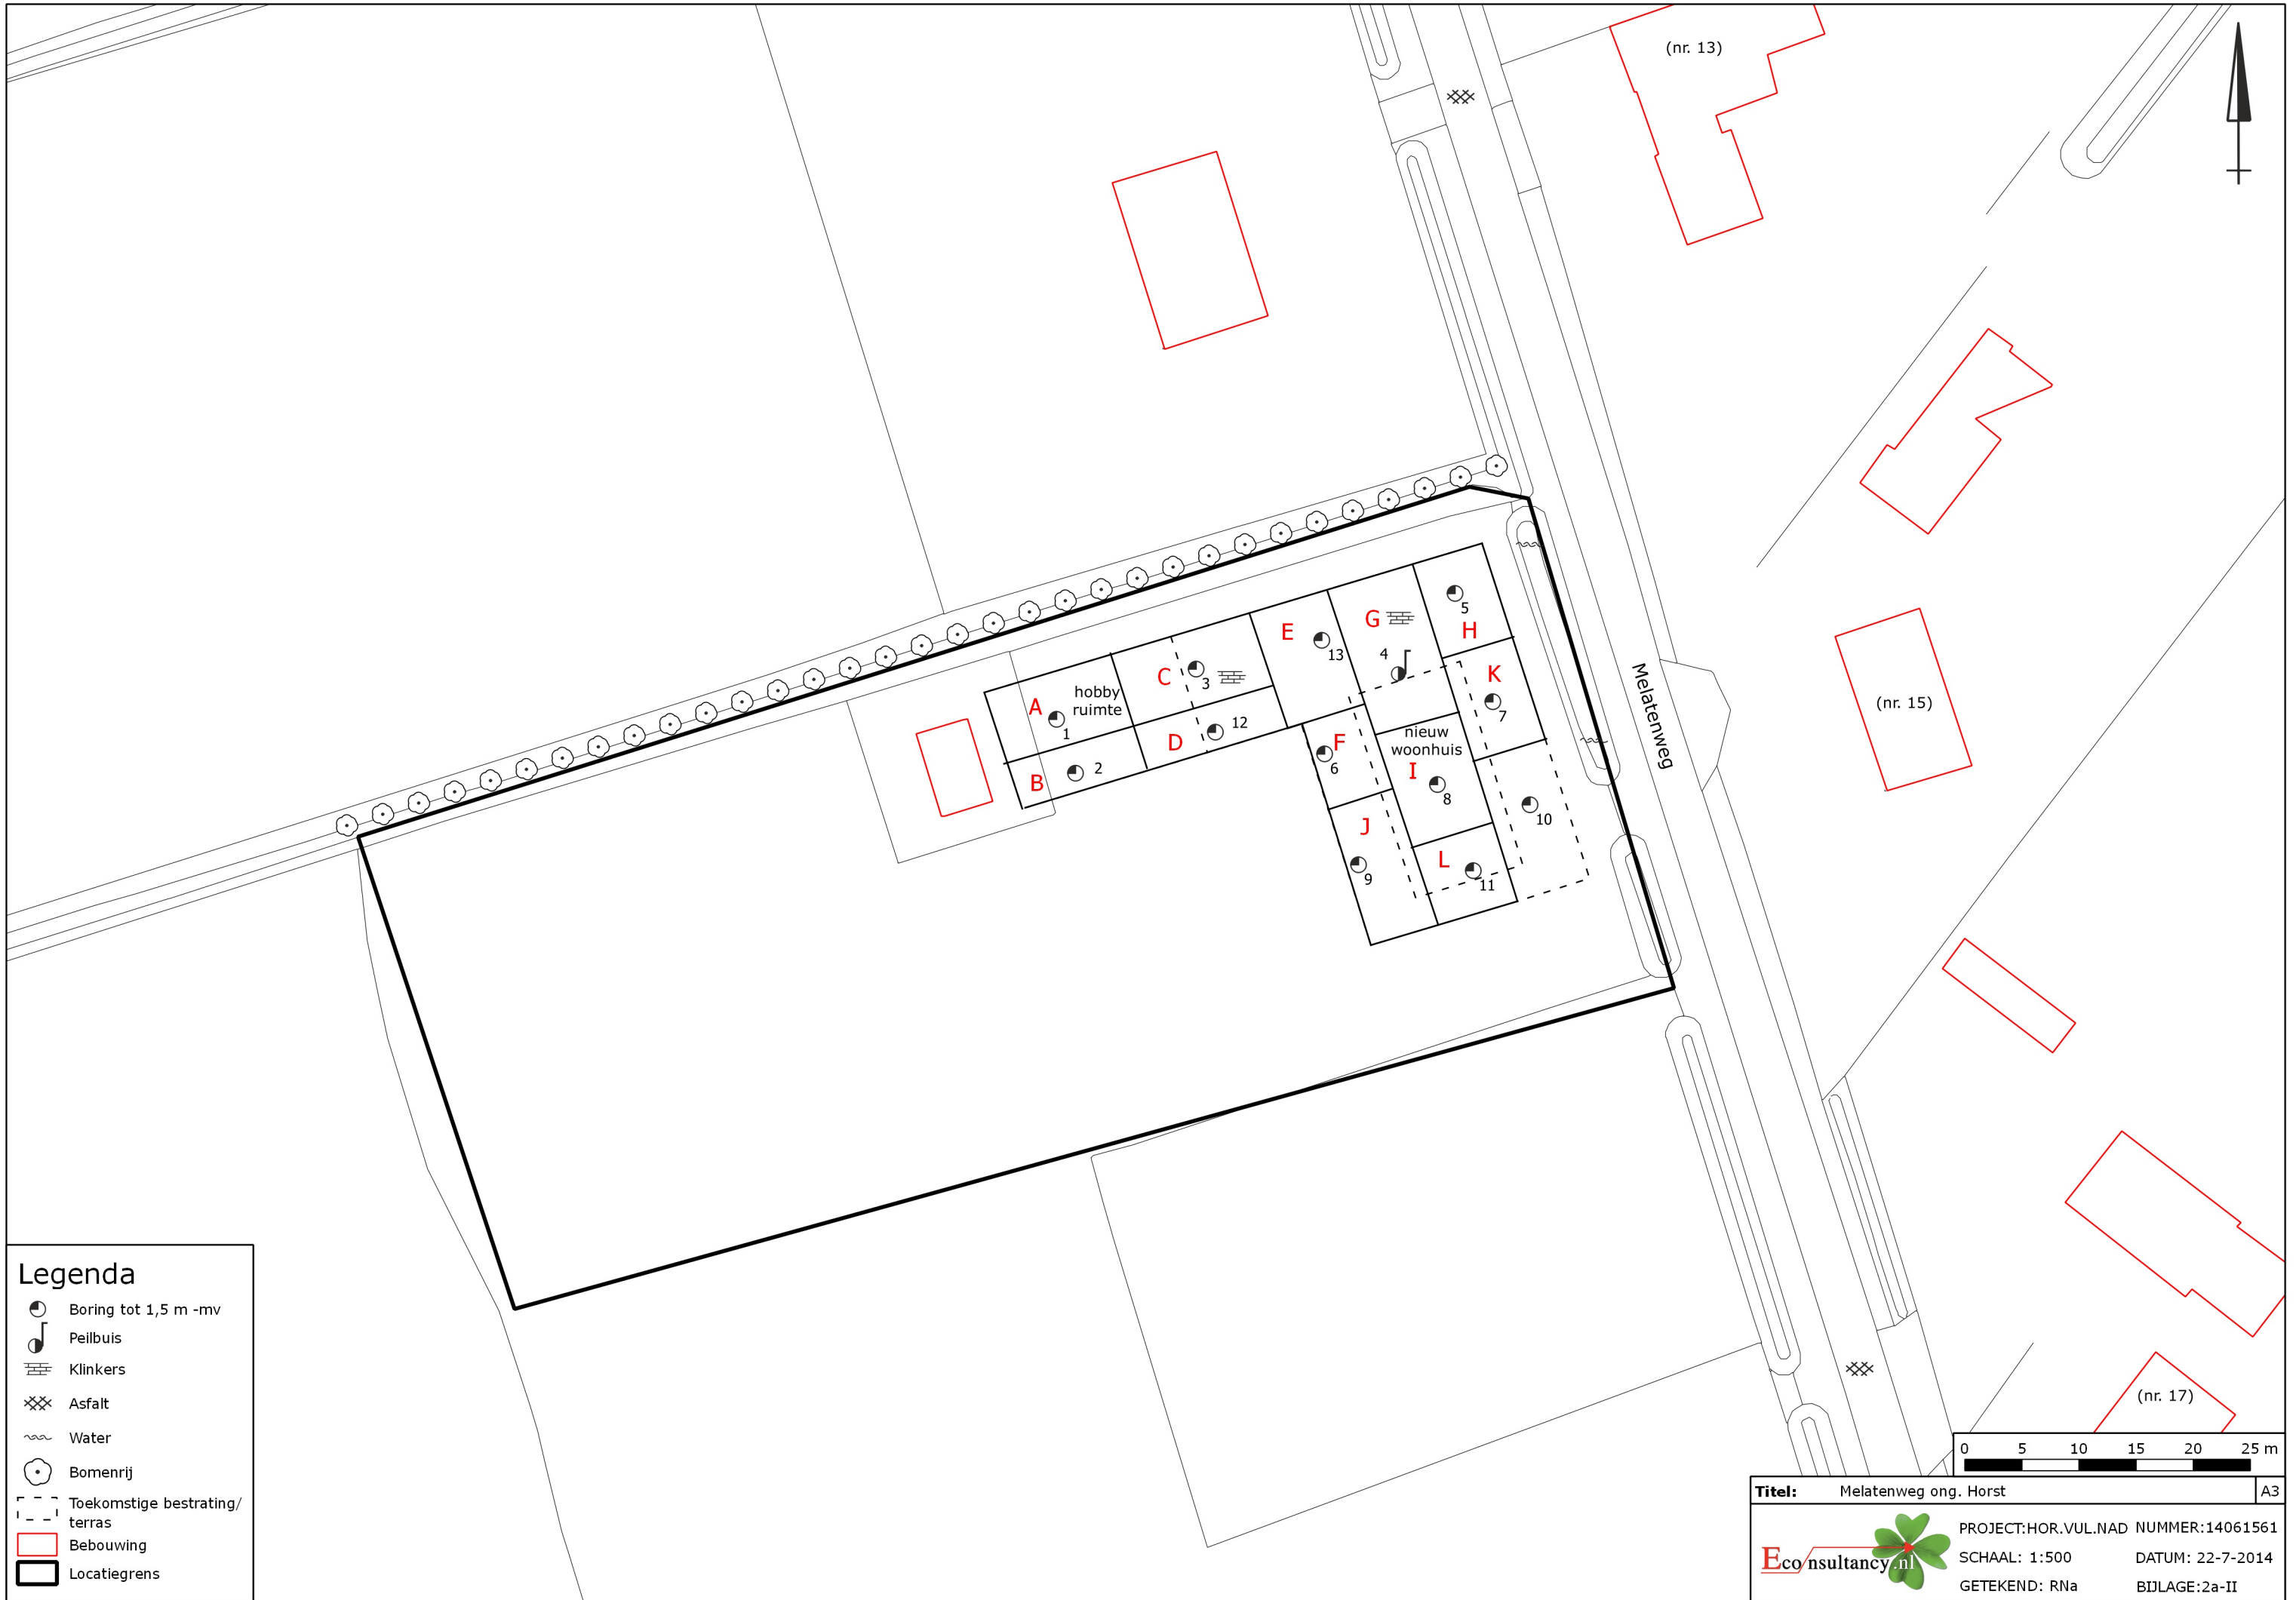 (nr. 13)
Melatenweg
(nr. 15)
A
hobby
ruimte
1
B
2
C
3
D
12
E
13
G
4
5
H
K
7
F
6
nieuw
woonhuis
I
8
10
J
9
L
11
(nr. 17)
Legenda
Boring tot 1,5 m -mv
Peilbuis
Klinkers
Asfalt
Water
Bomenrij
Toekomstige bestrating/
terras
Bebouwing
Locatiegrens
0 5 10 15 20 25 m
Titel: Melatenweg ong. Horst A3
Econsultancy.nl
PROJECT:HOR.VUL.NAD NUMMER:14061561
SCHAAL: 1:500 DATUM: 22-7-2014
GETEKEND: RNa BIJLAGE:2a-II